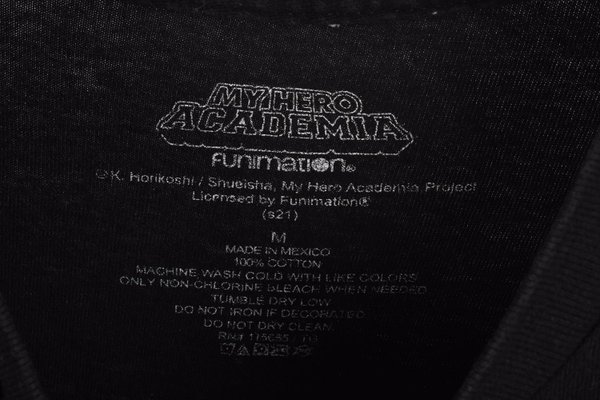 MY HERO
ACADEMIA
FUNIMATION®
©K. Horikoshi / Shueisha, My Hero Academia Project
Licensed by Funimation®
(s21)
M
MADE IN MEXICO
100% COTTON
MACHINE WASH COLD WITH LIKE COLORS
ONLY NON-CHLORINE BLEACH WHEN NEEDED
TUMBLE DRY LOW
DO NOT IRON IF DECORATED
DO NOT DRY CLEAN
RN#